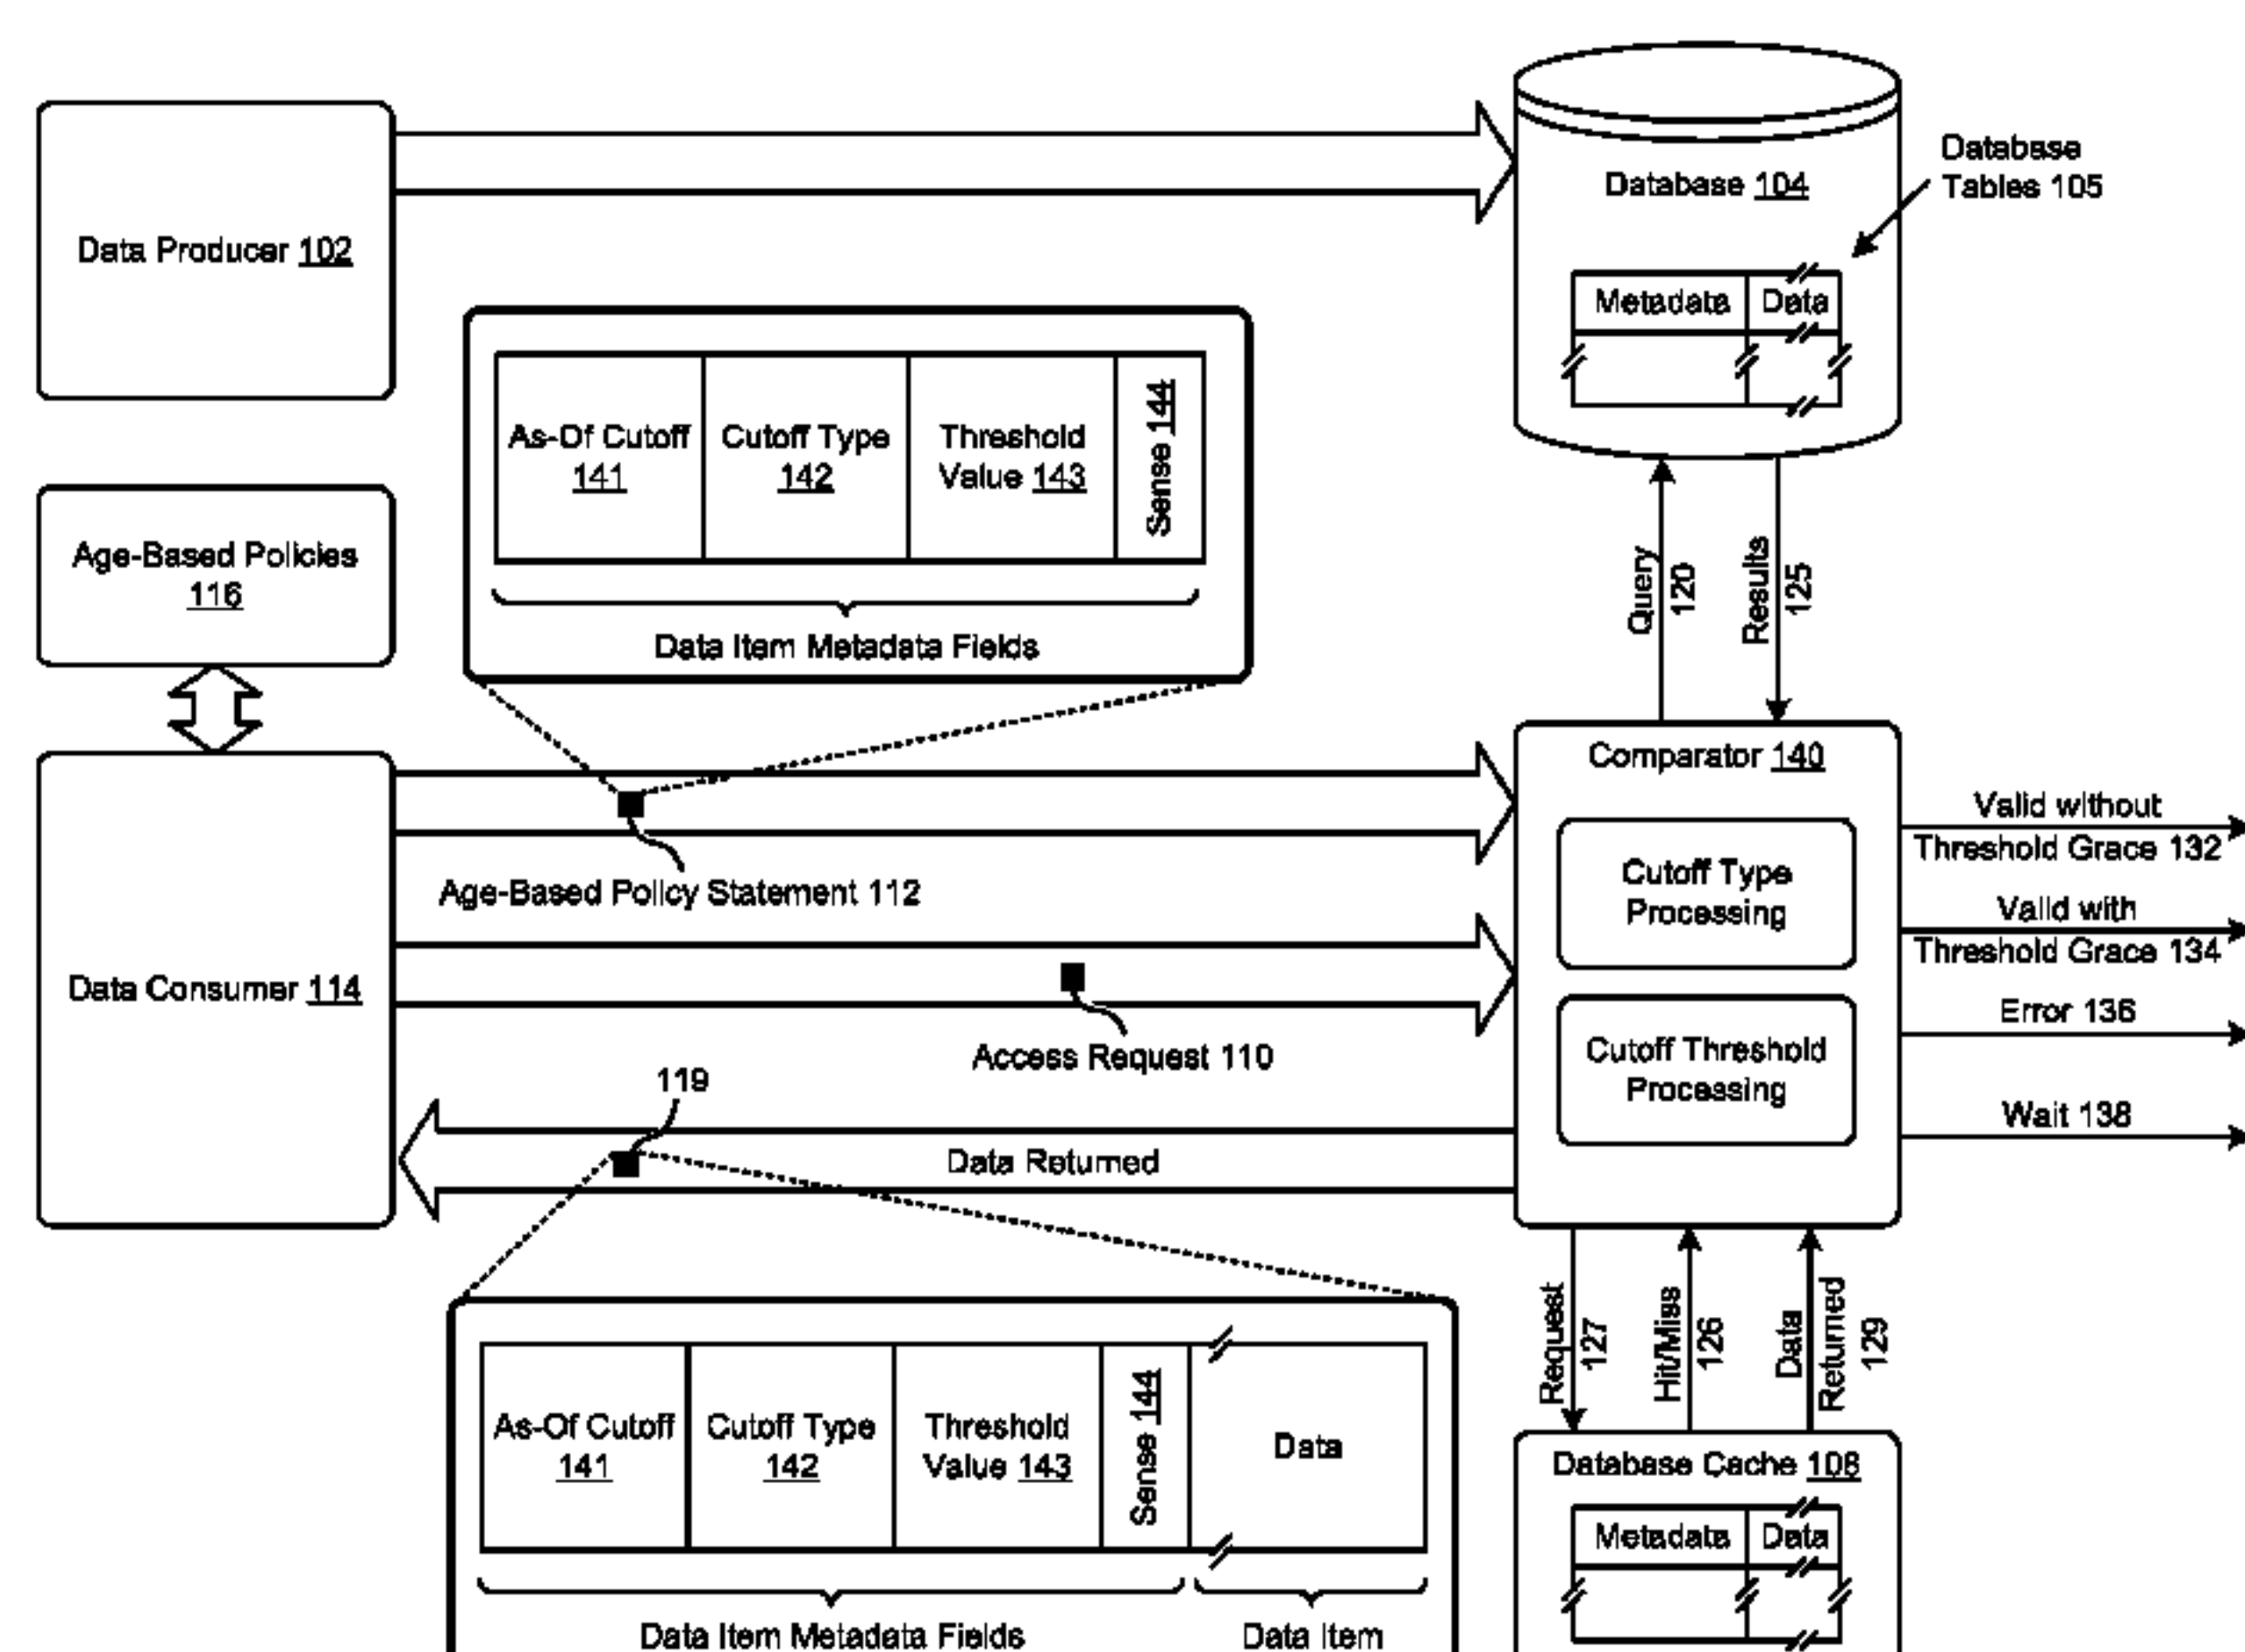 Data Producer 102
Database 104
Database
Tables 105
Metadata Data
As-Of Cutoff
141
Cutoff Type
142
Threshold
Value 143
Sense 144
Data Item Metadata Fields
Age-Based Policies
116
Query
120
Results
125
Data Consumer 114
Age-Based Policy Statement 112
Access Request 110
119
Data Returned
Comparator 140
Cutoff Type
Processing
Cutoff Threshold
Processing
Valid without
Threshold Grace 132
Valid with
Threshold Grace 134
Error 136
Wait 138
Request
127
Hit/Miss
126
Data
Returned
129
As-Of Cutoff
141
Cutoff Type
142
Threshold
Value 143
Sense 144
Data
Data Item Metadata Fields
Data Item
Database Cache 108
Metadata Data